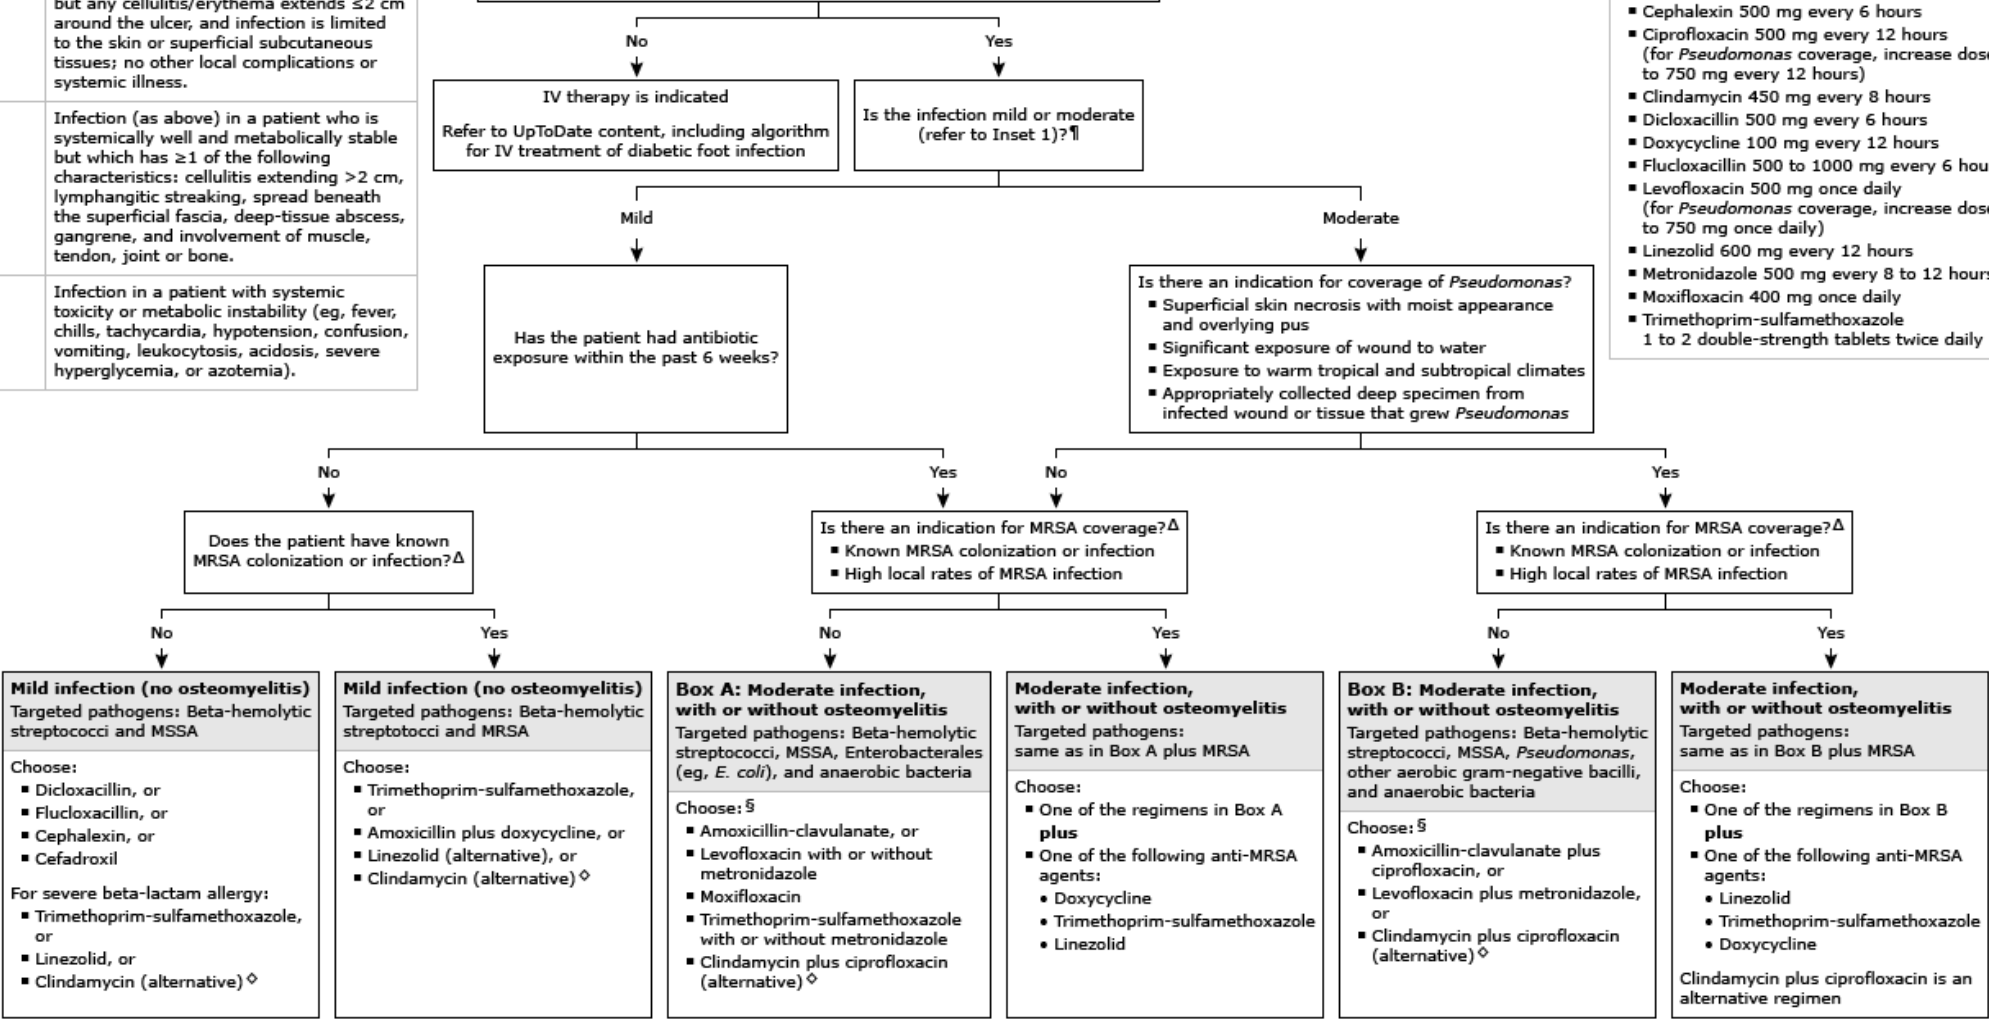 but any cellulitis/erythema extends ≤2 cm
around the ulcer, and infection is limited
to the skin or superficial subcutaneous
tissues; no other local complications or
systemic illness.
Infection (as above) in a patient who is
systemically well and metabolically stable
but which has ≥1 of the following
characteristics: cellulitis extending >2 cm,
lymphangitic streaking, spread beneath
the superficial fascia, deep-tissue abscess,
gangrene, and involvement of muscle,
tendon, joint or bone.
Infection in a patient with systemic
toxicity or metabolic instability (eg, fever,
chills, tachycardia, hypotension, confusion,
vomiting, leukocytosis, acidosis, severe
hyperglycemia, or azotemia).
No
Yes
IV therapy is indicated
Refer to UpToDate content, including algorithm
for IV treatment of diabetic foot infection
Is the infection mild or moderate
(refer to Inset 1)?¶
▪ Cephalexin 500 mg every 6 hours
▪ Ciprofloxacin 500 mg every 12 hours
(for Pseudomonas coverage, increase dose
to 750 mg every 12 hours)
▪ Clindamycin 450 mg every 8 hours
▪ Dicloxacillin 500 mg every 6 hours
▪ Doxycycline 100 mg every 12 hours
▪ Flucloxacillin 500 to 1000 mg every 6 hou
▪ Levofloxacin 500 mg once daily
(for Pseudomonas coverage, increase dose
to 750 mg once daily)
▪ Linezolid 600 mg every 12 hours
▪ Metronidazole 500 mg every 8 to 12 hours
▪ Moxifloxacin 400 mg once daily
▪ Trimethoprim-sulfamethoxazole
1 to 2 double-strength tablets twice daily
Mild
Moderate
Has the patient had antibiotic
exposure within the past 6 weeks?
Is there an indication for coverage of Pseudomonas?
▪ Superficial skin necrosis with moist appearance
and overlying pus
▪ Significant exposure of wound to water
▪ Exposure to warm tropical and subtropical climates
▪ Appropriately collected deep specimen from
infected wound or tissue that grew Pseudomonas
No
Yes
No
Yes
Does the patient have known
MRSA colonization or infection?Δ
Is there an indication for MRSA coverage?Δ
▪ Known MRSA colonization or infection
▪ High local rates of MRSA infection
Is there an indication for MRSA coverage?Δ
▪ Known MRSA colonization or infection
▪ High local rates of MRSA infection
No
Yes
No
Yes
No
Yes
Mild infection (no osteomyelitis)
Targeted pathogens: Beta-hemolytic
streptococci and MSSA
Choose:
▪ Dicloxacillin, or
▪ Flucloxacillin, or
▪ Cephalexin, or
▪ Cefadroxil
For severe beta-lactam allergy:
▪ Trimethoprim-sulfamethoxazole,
or
▪ Linezolid, or
▪ Clindamycin (alternative)◊
Mild infection (no osteomyelitis)
Targeted pathogens: Beta-hemolytic
streptotocci and MRSA
Choose:
▪ Trimethoprim-sulfamethoxazole,
or
▪ Amoxicillin plus doxycycline, or
▪ Linezolid (alternative), or
▪ Clindamycin (alternative)◊
Box A: Moderate infection,
with or without osteomyelitis
Targeted pathogens: Beta-hemolytic
streptococci, MSSA, Enterobacterales
(eg, E. coli), and anaerobic bacteria
Choose:§
▪ Amoxicillin-clavulanate, or
▪ Levofloxacin with or without
metronidazole
▪ Moxifloxacin
▪ Trimethoprim-sulfamethoxazole
with or without metronidazole
▪ Clindamycin plus ciprofloxacin
(alternative)◊
Moderate infection,
with or without osteomyelitis
Targeted pathogens:
same as in Box A plus MRSA
Choose:
▪ One of the regimens in Box A
plus
▪ One of the following anti-MRSA
agents:
• Doxycycline
• Trimethoprim-sulfamethoxazole
• Linezolid
Box B: Moderate infection,
with or without osteomyelitis
Targeted pathogens: Beta-hemolytic
streptococci, MSSA, Pseudomonas,
other aerobic gram-negative bacilli,
and anaerobic bacteria
Choose:§
▪ Amoxicillin-clavulanate plus
ciprofloxacin, or
▪ Levofloxacin plus metronidazole,
or
▪ Clindamycin plus ciprofloxacin
(alternative)◊
Moderate infection,
with or without osteomyelitis
Targeted pathogens:
same as in Box B plus MRSA
Choose:
▪ One of the regimens in Box B
plus
▪ One of the following anti-MRSA
agents:
• Linezolid
• Trimethoprim-sulfamethoxazole
• Doxycycline
Clindamycin plus ciprofloxacin is an
alternative regimen